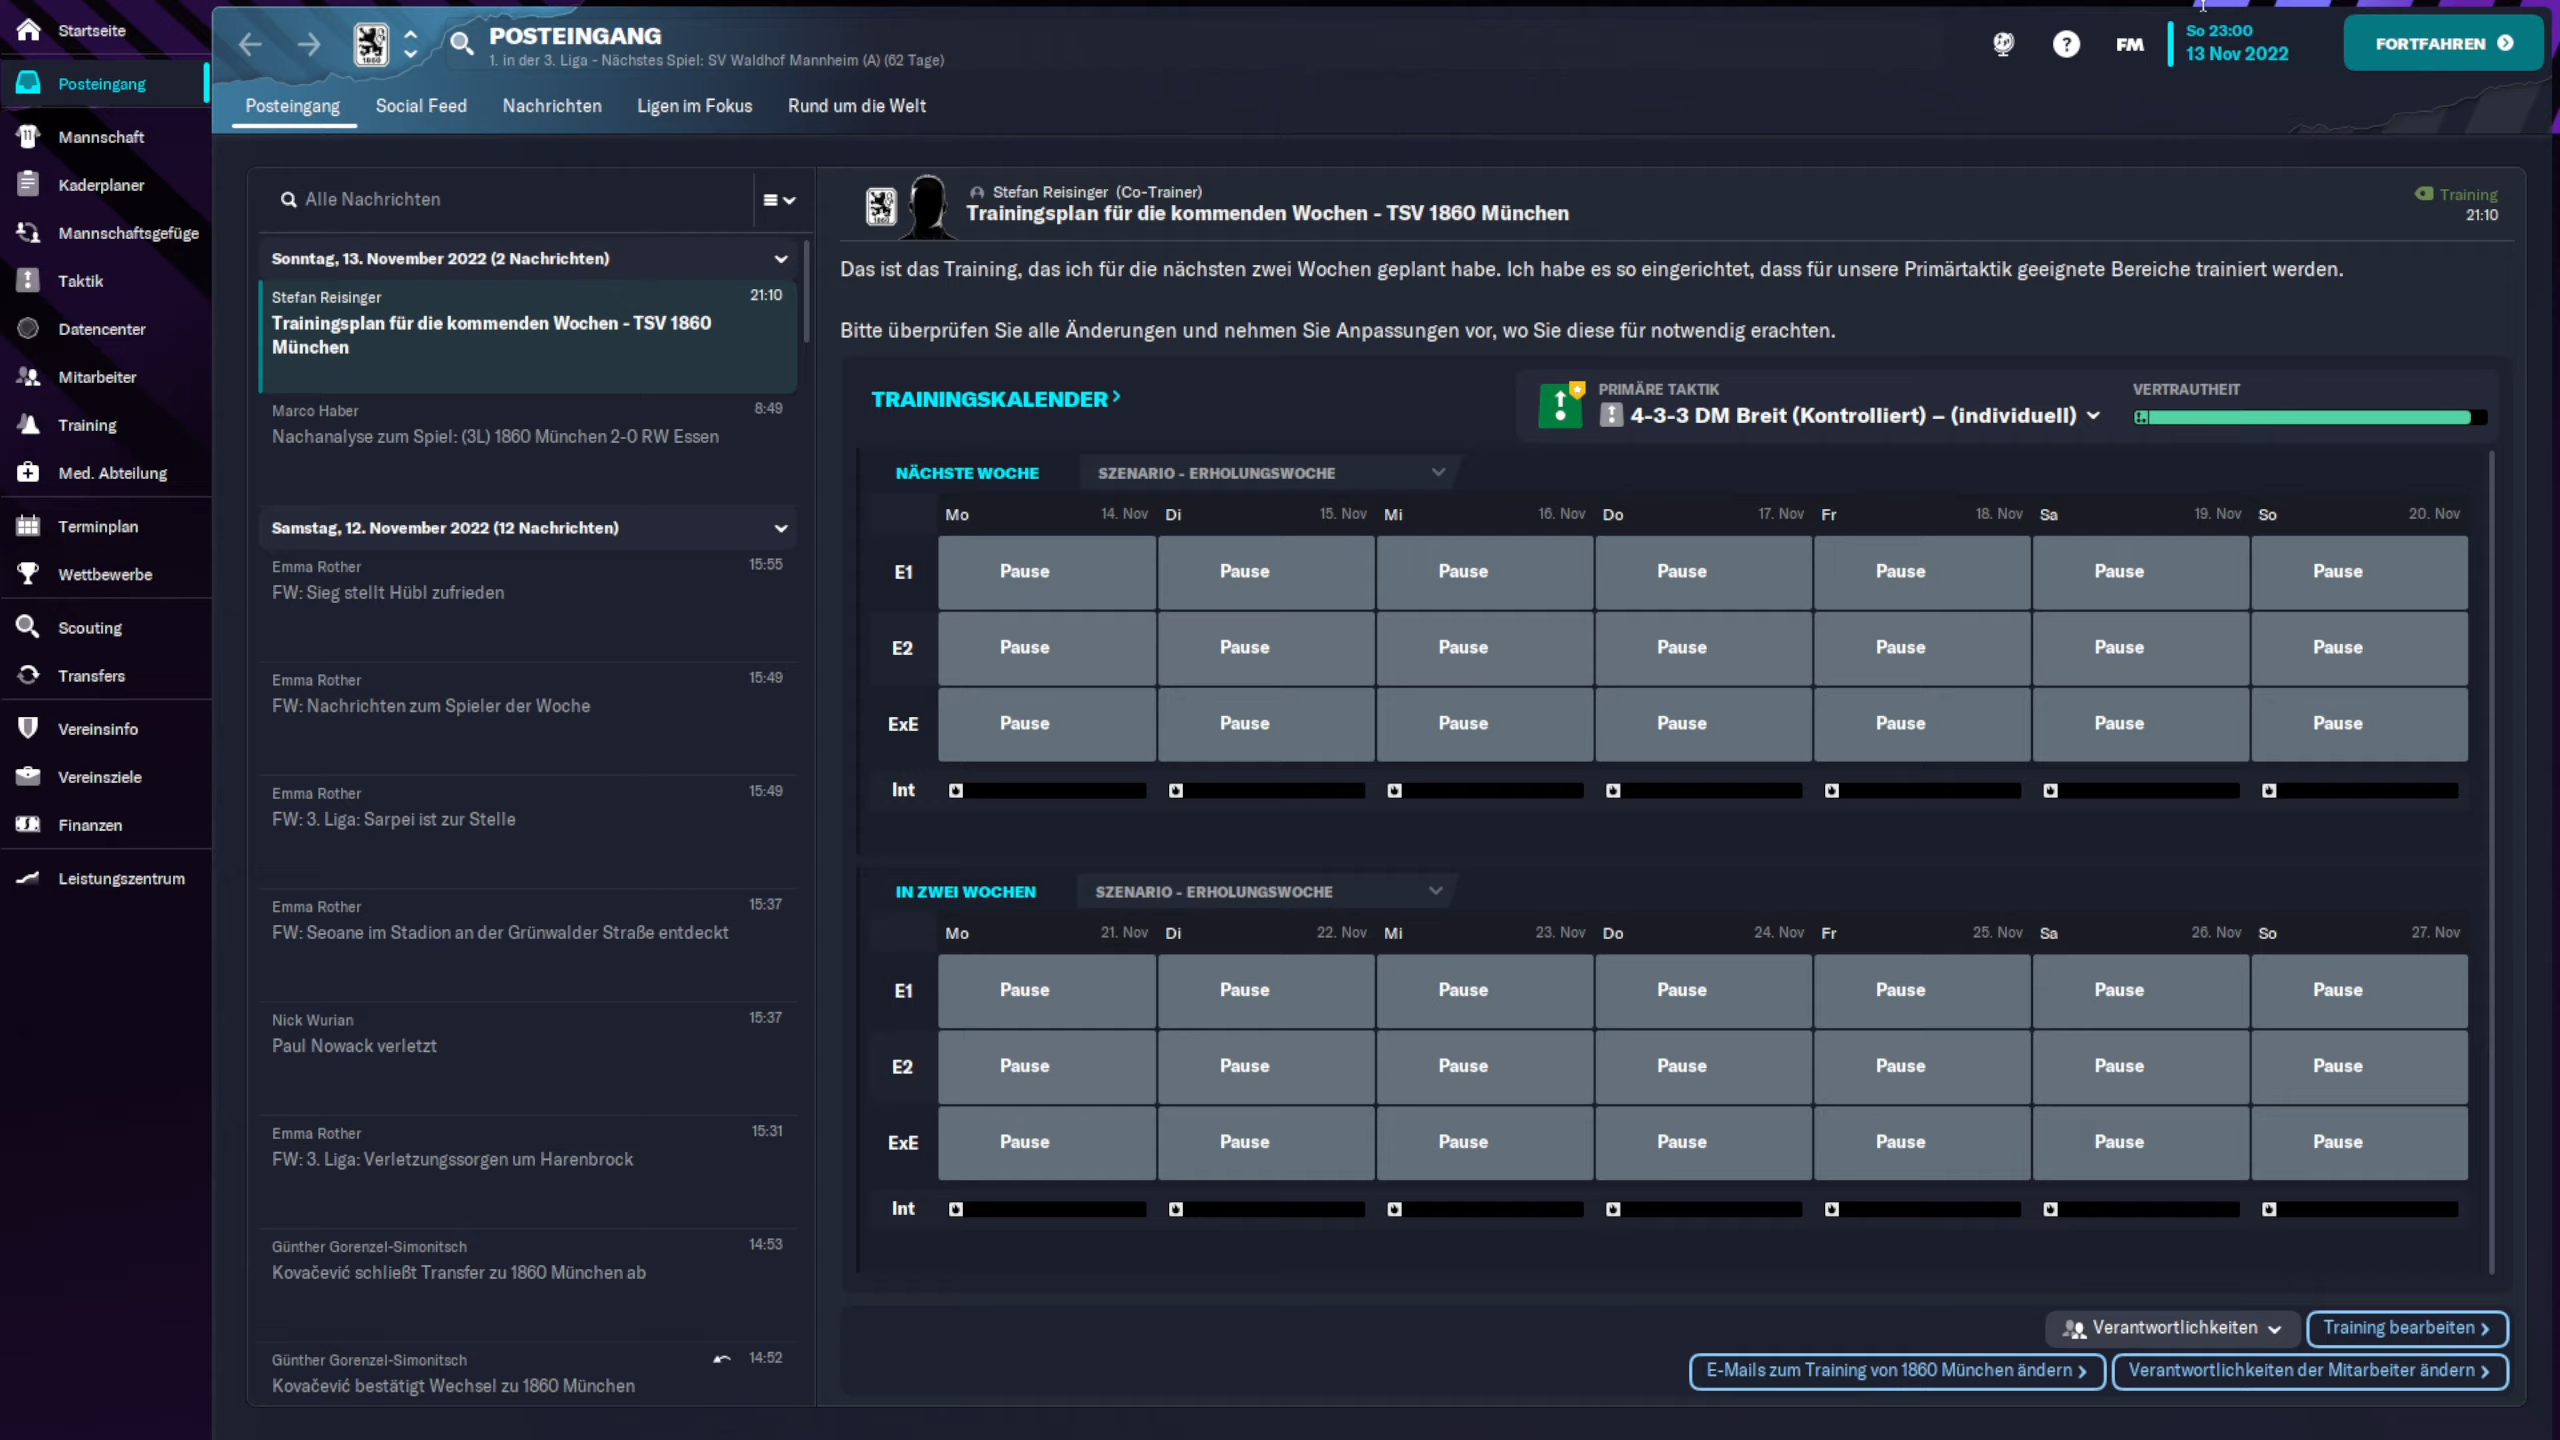 Startseite
Posteingang
Mannschaft
Kaderplaner
Mannschaftsgefüge
Taktik
Datencenter
Mitarbeiter
Training
Med. Abteilung
Terminplan
Wettbewerbe
Scouting
Transfers
Vereinsinfo
Vereinsziele
Finanzen
Leistungszentrum
POSTEINGANG
1. in der 3. Liga - Nächstes Spiel: SV Waldhof Mannheim (A) (62 Tage)
FM
So 23:00
13 Nov 2022
FORTFAHREN
Posteingang Social Feed Nachrichten Ligen im Fokus Rund um die Welt
Alle Nachrichten
Sonntag, 13. November 2022 (2 Nachrichten)
Stefan Reisinger 21:10
Trainingsplan für die kommenden Wochen - TSV 1860
München
Marco Haber 8:49
Nachanalyse zum Spiel: (3L) 1860 München 2-0 RW Essen
Samstag, 12. November 2022 (12 Nachrichten)
Emma Rother 15:55
FW: Sieg stellt Hübl zufrieden
Emma Rother 15:49
FW: Nachrichten zum Spieler der Woche
Emma Rother 15:49
FW: 3. Liga: Sarpei ist zur Stelle
Emma Rother 15:37
FW: Seoane im Stadion an der Grünwalder Straße entdeckt
Nick Wurian 15:37
Paul Nowack verletzt
Emma Rother 15:31
FW: 3. Liga: Verletzungssorgen um Harenbrock
Günther Gorenzel-Simonitsch 14:53
Kovačević schließt Transfer zu 1860 München ab
Günther Gorenzel-Simonitsch 14:52
Kovačević bestätigt Wechsel zu 1860 München
Stefan Reisinger (Co-Trainer)
Trainingsplan für die kommenden Wochen - TSV 1860 München
Training
21:10
Das ist das Training, das ich für die nächsten zwei Wochen geplant habe. Ich habe es so eingerichtet, dass für unsere Primärtaktik geeignete Bereiche trainiert werden.
Bitte überprüfen Sie alle Änderungen und nehmen Sie Anpassungen vor, wo Sie diese für notwendig erachten.
TRAININGSKALENDER
PRIMÄRE TAKTIK
4-3-3 DM Breit (Kontrolliert) – (individuell)
VERTRAUTHEIT
NÄCHSTE WOCHE SZENARIO - ERHOLUNGSWOCHE
Mo 14. Nov Di 15. Nov Mi 16. Nov Do 17. Nov Fr 18. Nov Sa 19. Nov So 20. Nov
E1 Pause Pause Pause Pause Pause Pause Pause
E2 Pause Pause Pause Pause Pause Pause Pause
ExE Pause Pause Pause Pause Pause Pause Pause
Int
IN ZWEI WOCHEN SZENARIO - ERHOLUNGSWOCHE
Mo 21. Nov Di 22. Nov Mi 23. Nov Do 24. Nov Fr 25. Nov Sa 26. Nov So 27. Nov
E1 Pause Pause Pause Pause Pause Pause Pause
E2 Pause Pause Pause Pause Pause Pause Pause
ExE Pause Pause Pause Pause Pause Pause Pause
Int
Verantwortlichkeiten Training bearbeiten
E-Mails zum Training von 1860 München ändern Verantwortlichkeiten der Mitarbeiter ändern